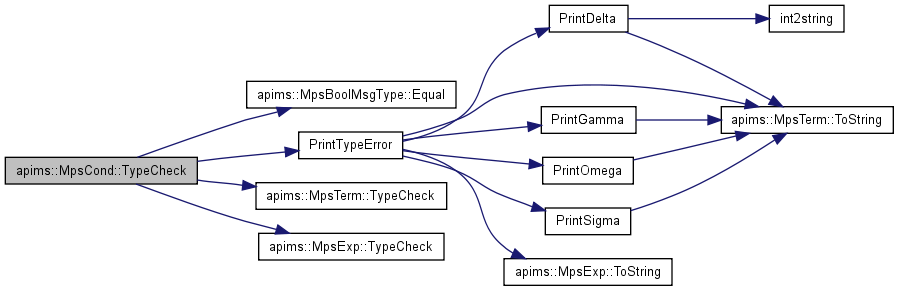 PrintDelta
int2string
apims::MpsBoolMsgType::Equal
PrintGamma
apims::MpsTerm::ToString
PrintTypeError
apims::MpsCond::TypeCheck
PrintOmega
apims::MpsTerm::TypeCheck
PrintSigma
apims::MpsExp::TypeCheck
apims::MpsExp::ToString